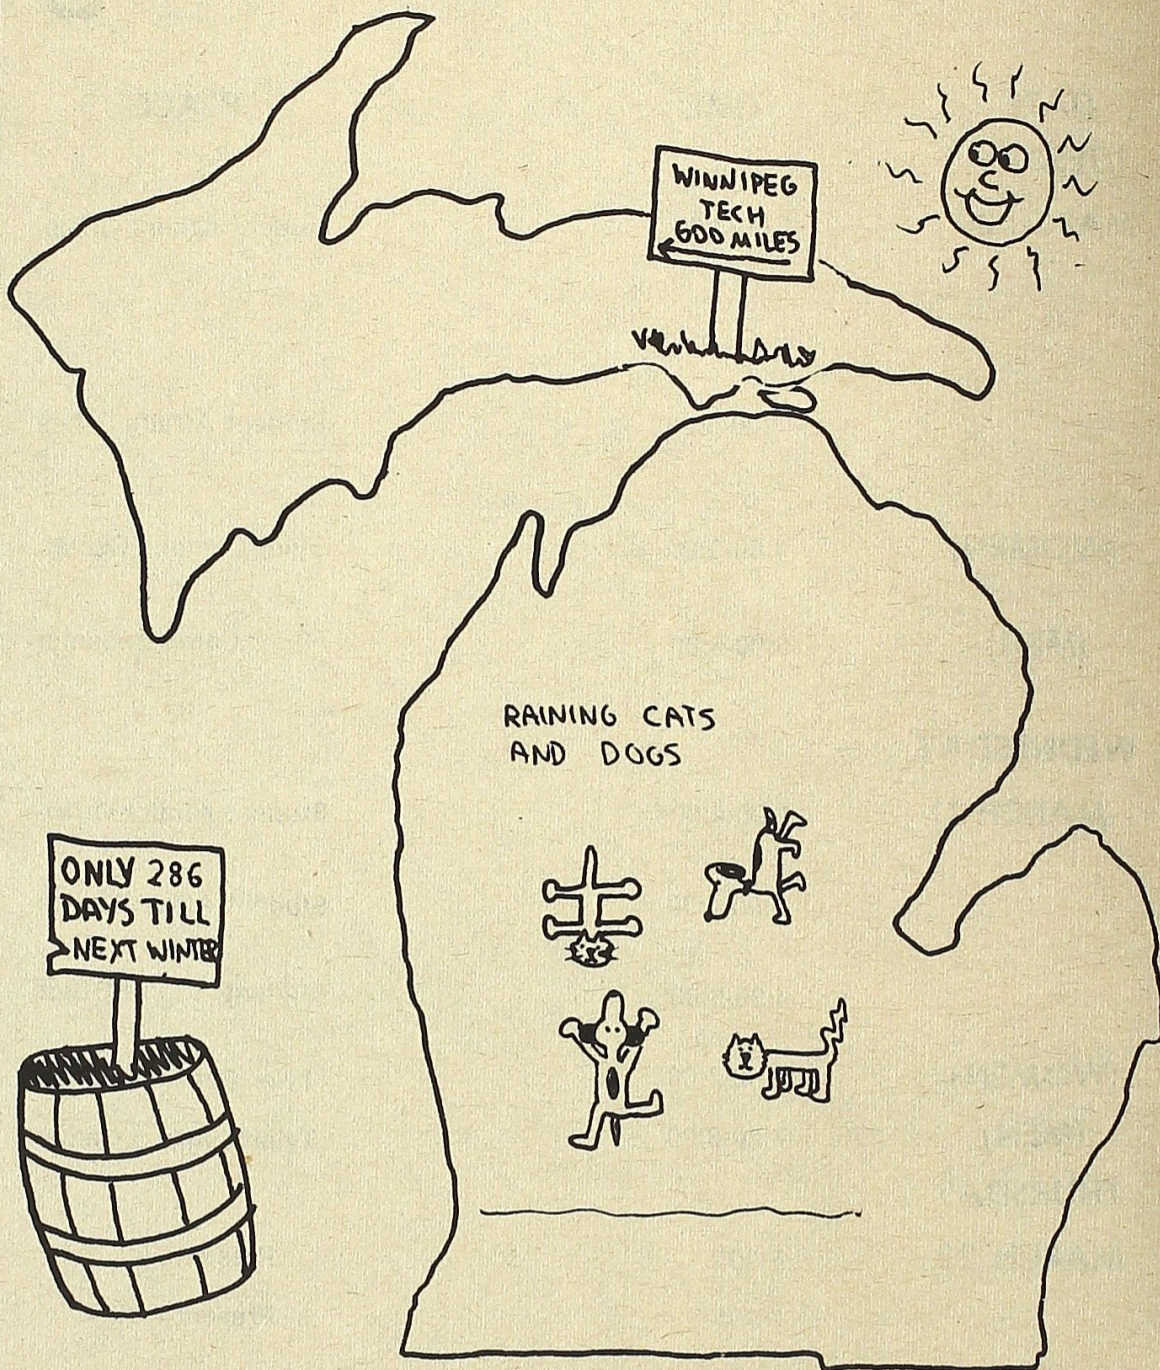 WINNIPEG
TECH
600 MILES
RAINING CATS
AND DOGS
ONLY 286
DAYS TILL
NEXT WINTER